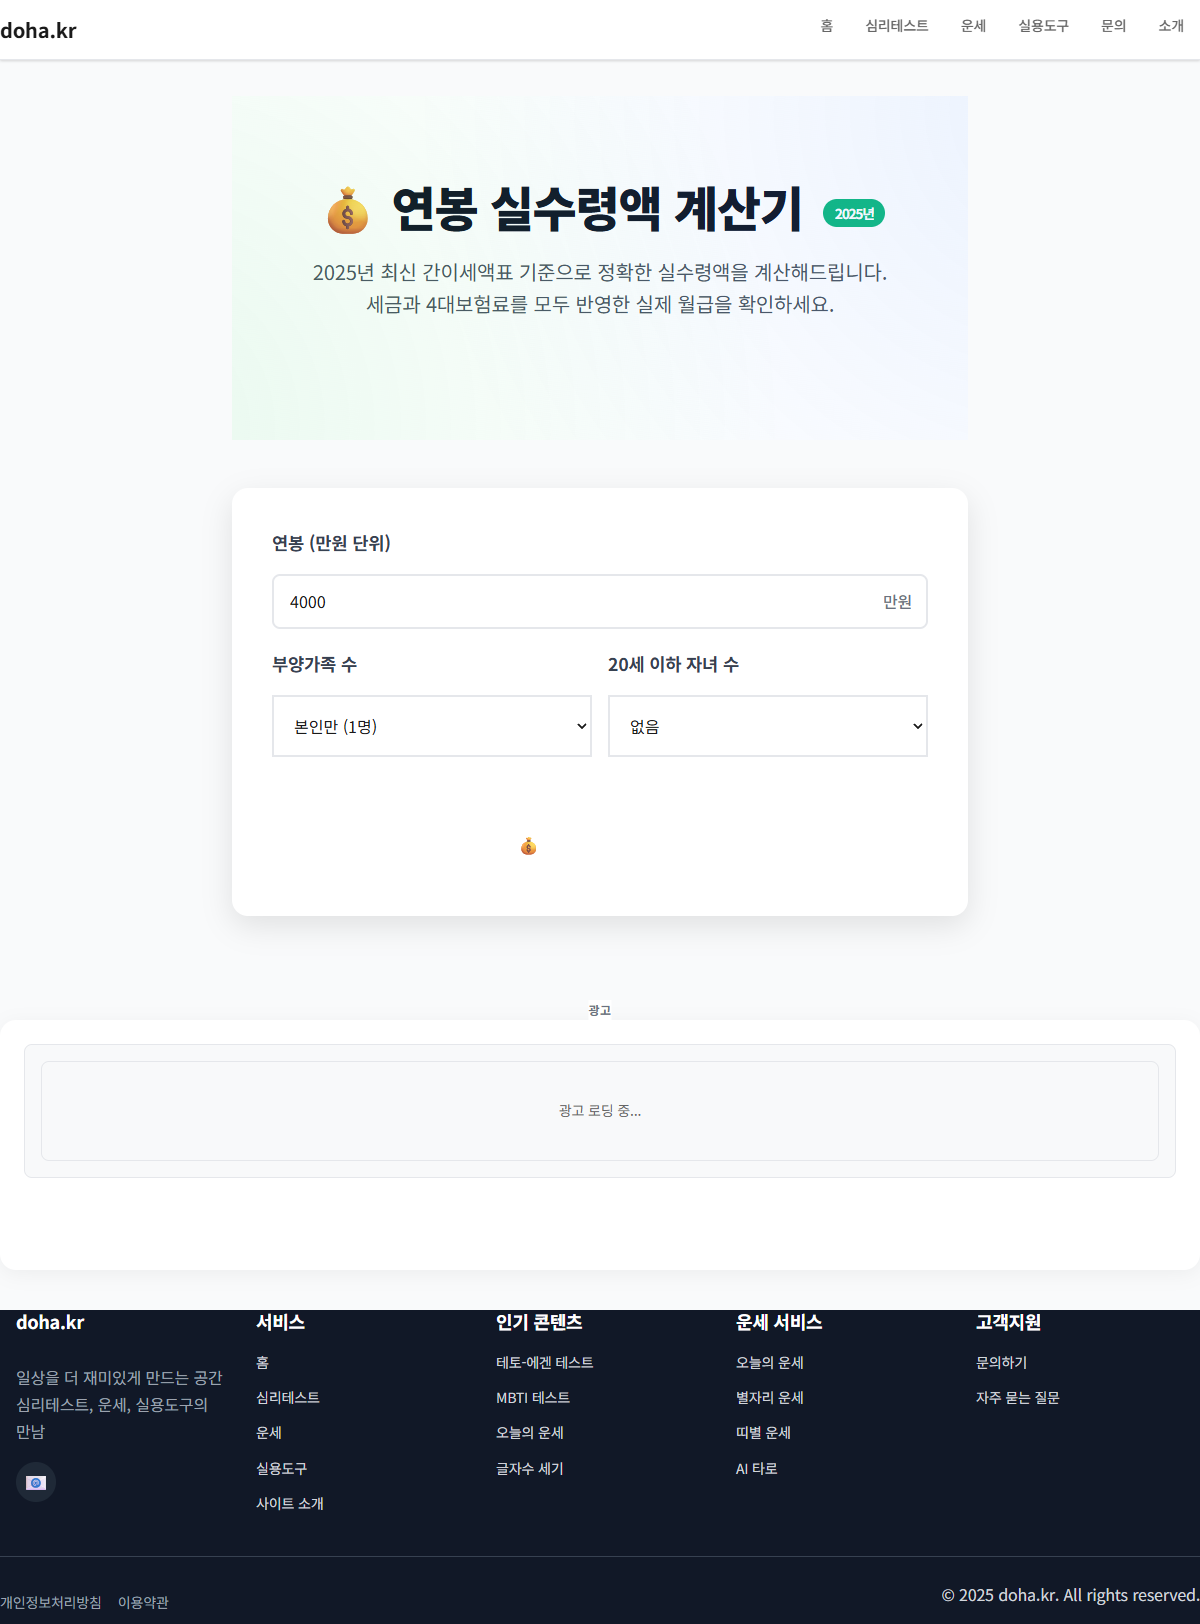 doha.kr
홈 심리테스트 운세 실용도구 문의 소개
연봉 실수령액 계산기 2025년
2025년 최신 간이세액표 기준으로 정확한 실수령액을 계산해드립니다.
세금과 4대보험료를 모두 반영한 실제 월급을 확인하세요.
연봉 (만원 단위)
4000 만원
부양가족 수
본인만 (1명)
20세 이하 자녀 수
없음
광고
광고 로딩 중...
doha.kr
일상을 더 재미있게 만드는 공간
심리테스트, 운세, 실용도구의
만남
서비스
홈
심리테스트
운세
실용도구
사이트 소개
인기 콘텐츠
테토-에겐 테스트
MBTI 테스트
오늘의 운세
글자수 세기
운세 서비스
오늘의 운세
별자리 운세
띠별 운세
AI 타로
고객지원
문의하기
자주 묻는 질문
개인정보처리방침 이용약관
© 2025 doha.kr. All rights reserved.